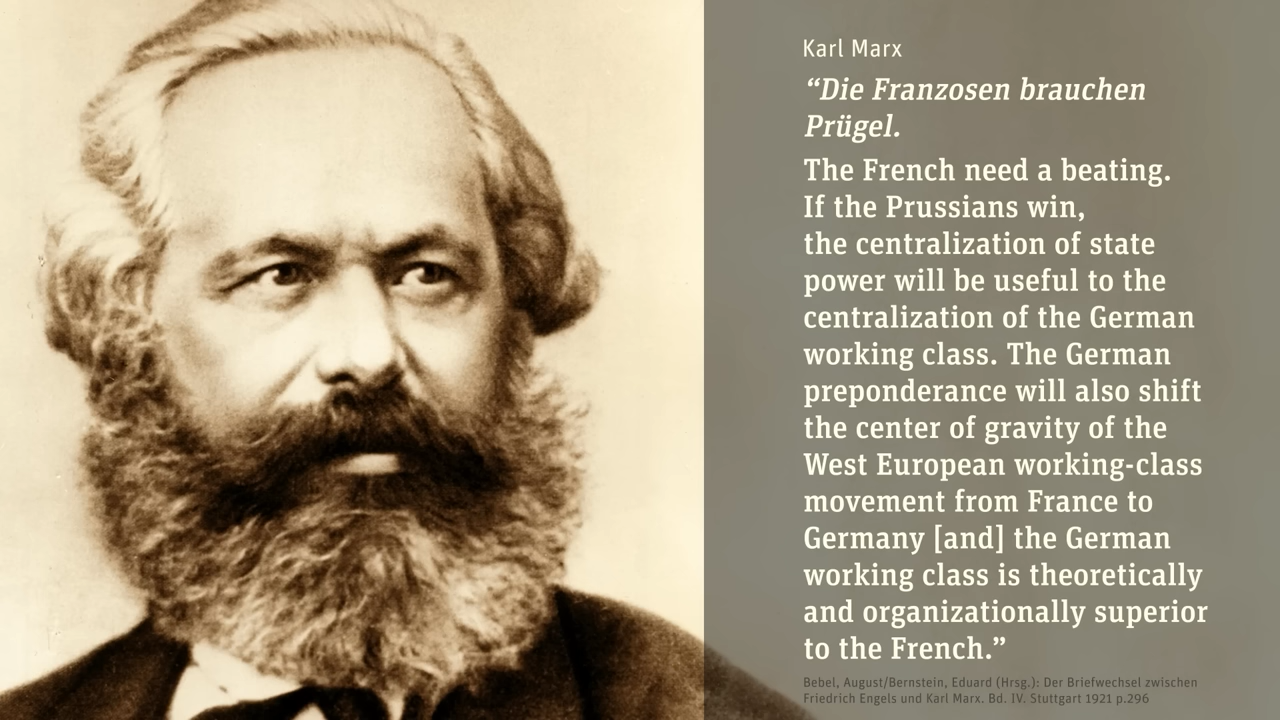 Karl Marx
“Die Franzosen brauchen
Prügel.
The French need a beating.
If the Prussians win,
the centralization of state
power will be useful to the
centralization of the German
working class. The German
preponderance will also shift
the center of gravity of the
West European working-class
movement from France to
Germany [and] the German
working class is theoretically
and organizationally superior
to the French.”
Bebel, August/Bernstein, Eduard (Hrsg.): Der Briefwechsel zwischen
Friedrich Engels und Karl Marx. Bd. IV. Stuttgart 1921 p.296